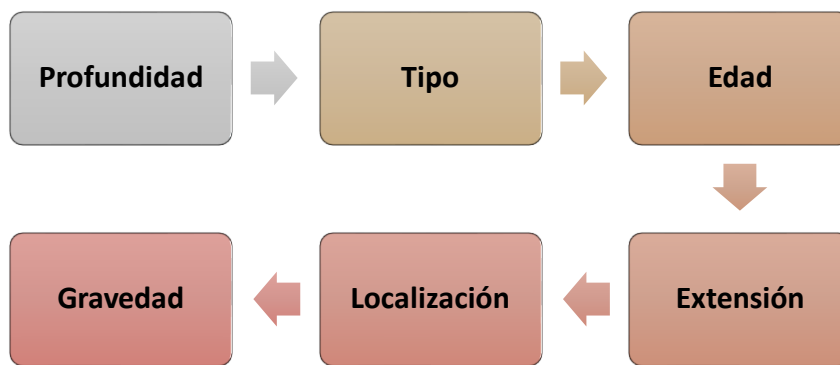 Profundidad
Tipo
Edad
Extensión
Localización
Gravedad